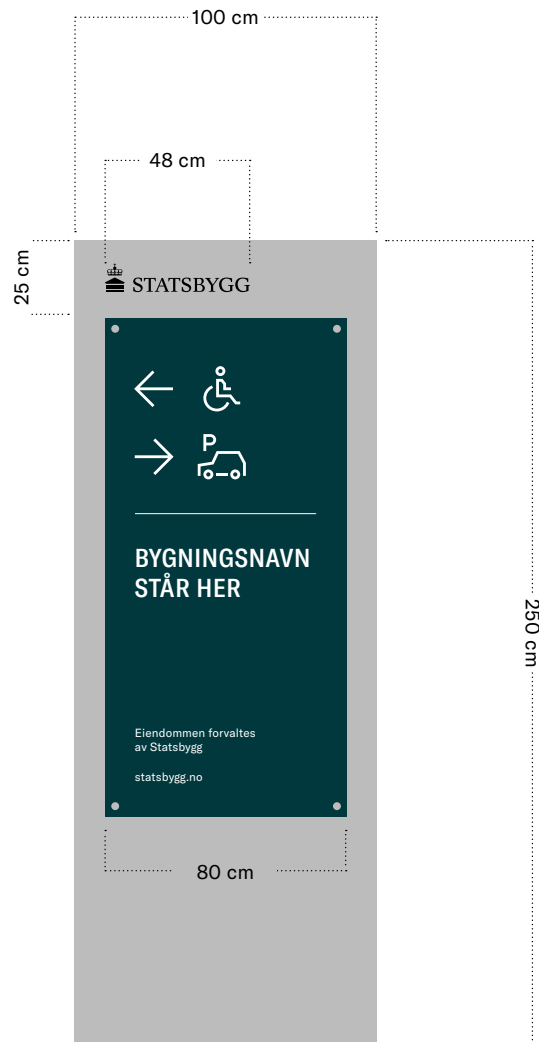 100 cm
48 cm
25 cm
STATSBYGG
P
BYGNINGSNAVN
STÅR HER
250 cm
Eiendommen forvaltes
av Statsbygg
statsbygg.no
80 cm